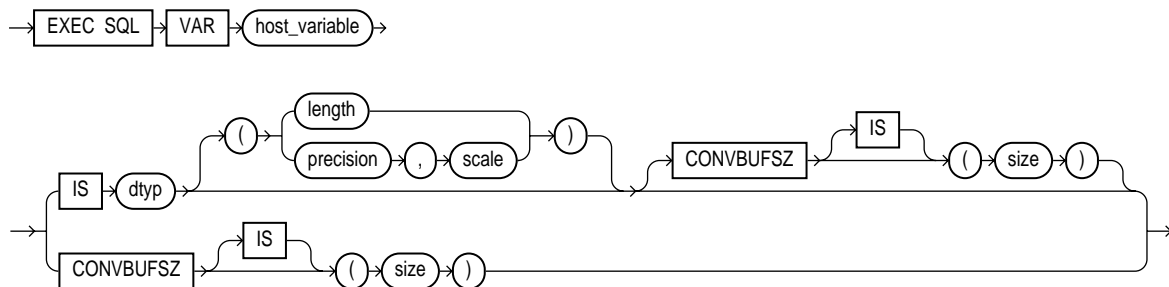 EXEC SQL VAR host_variable
length
( precision , scale )
IS
IS dtyp CONVBUFSZ ( size )
IS
CONVBUFSZ ( size )